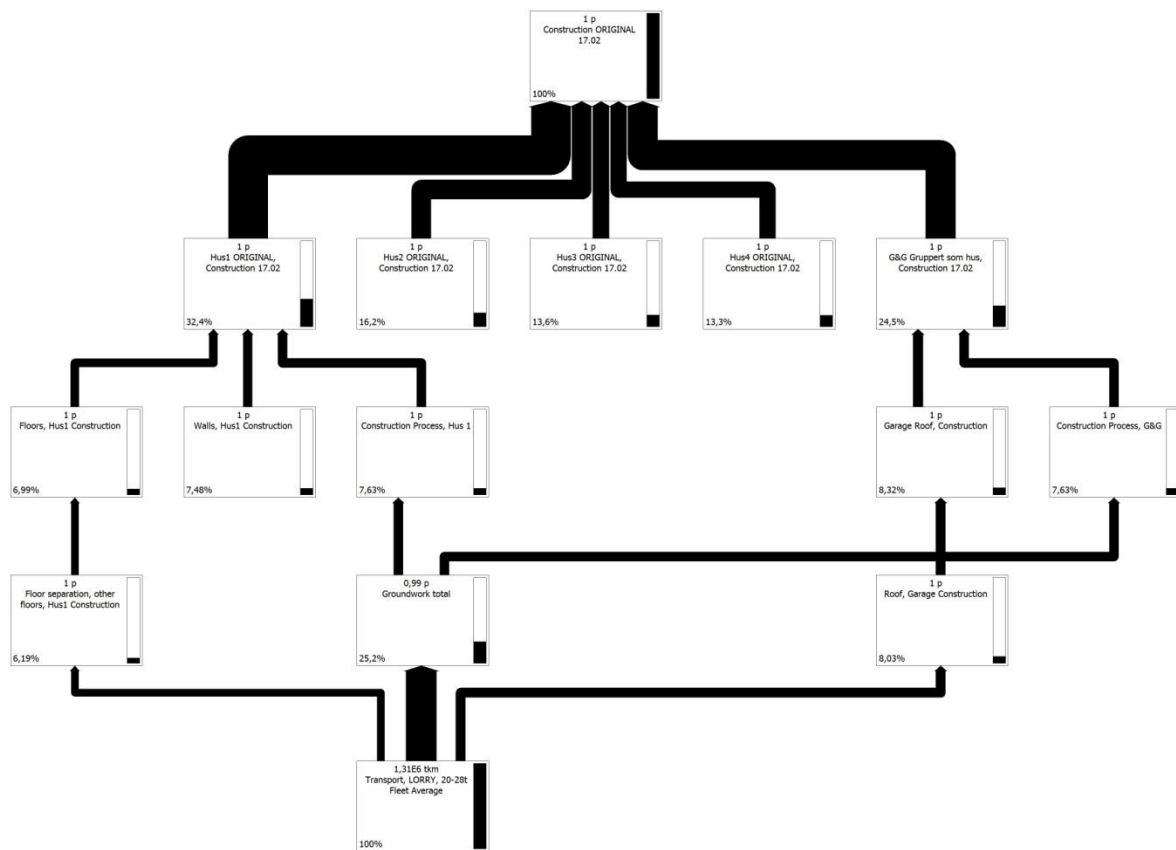 1 p
Construction ORIGINAL
17.02
100%
1 p
Hus1 ORIGINAL,
Construction 17.02
32,4%
1 p
Hus2 ORIGINAL,
Construction 17.02
16,2%
1 p
Hus3 ORIGINAL,
Construction 17.02
13,6%
1 p
Hus4 ORIGINAL,
Construction 17.02
13,3%
1 p
G&G Gruppert som hus,
Construction 17.02
24,5%
1 p
Floors, Hus1 Construction
6,99%
1 p
Walls, Hus1 Construction
7,48%
1 p
Construction Process, Hus 1
7,63%
1 p
Garage Roof, Construction
8,32%
1 p
Construction Process, G&G
7,63%
1 p
Floor separation, other
floors, Hus1 Construction
6,19%
0,99 p
Groundwork total
25,2%
1 p
Roof, Garage Construction
8,03%
1,31E6 tkm
Transport, LORRY, 20-28t
Fleet Average
100%